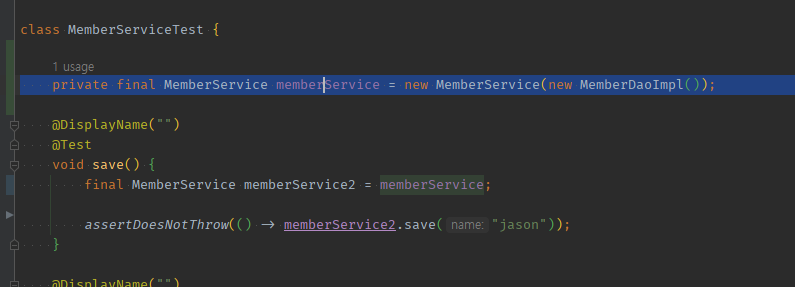 class MemberServiceTest {
1 usage
private final MemberService memberService = new MemberService(new MemberDaoImpl());
@DisplayName("")
@Test
void save() {
final MemberService memberService2 = memberService;
assertDoesNotThrow(() → memberService2.save( name: "jason"));
}
@DisplayName("")